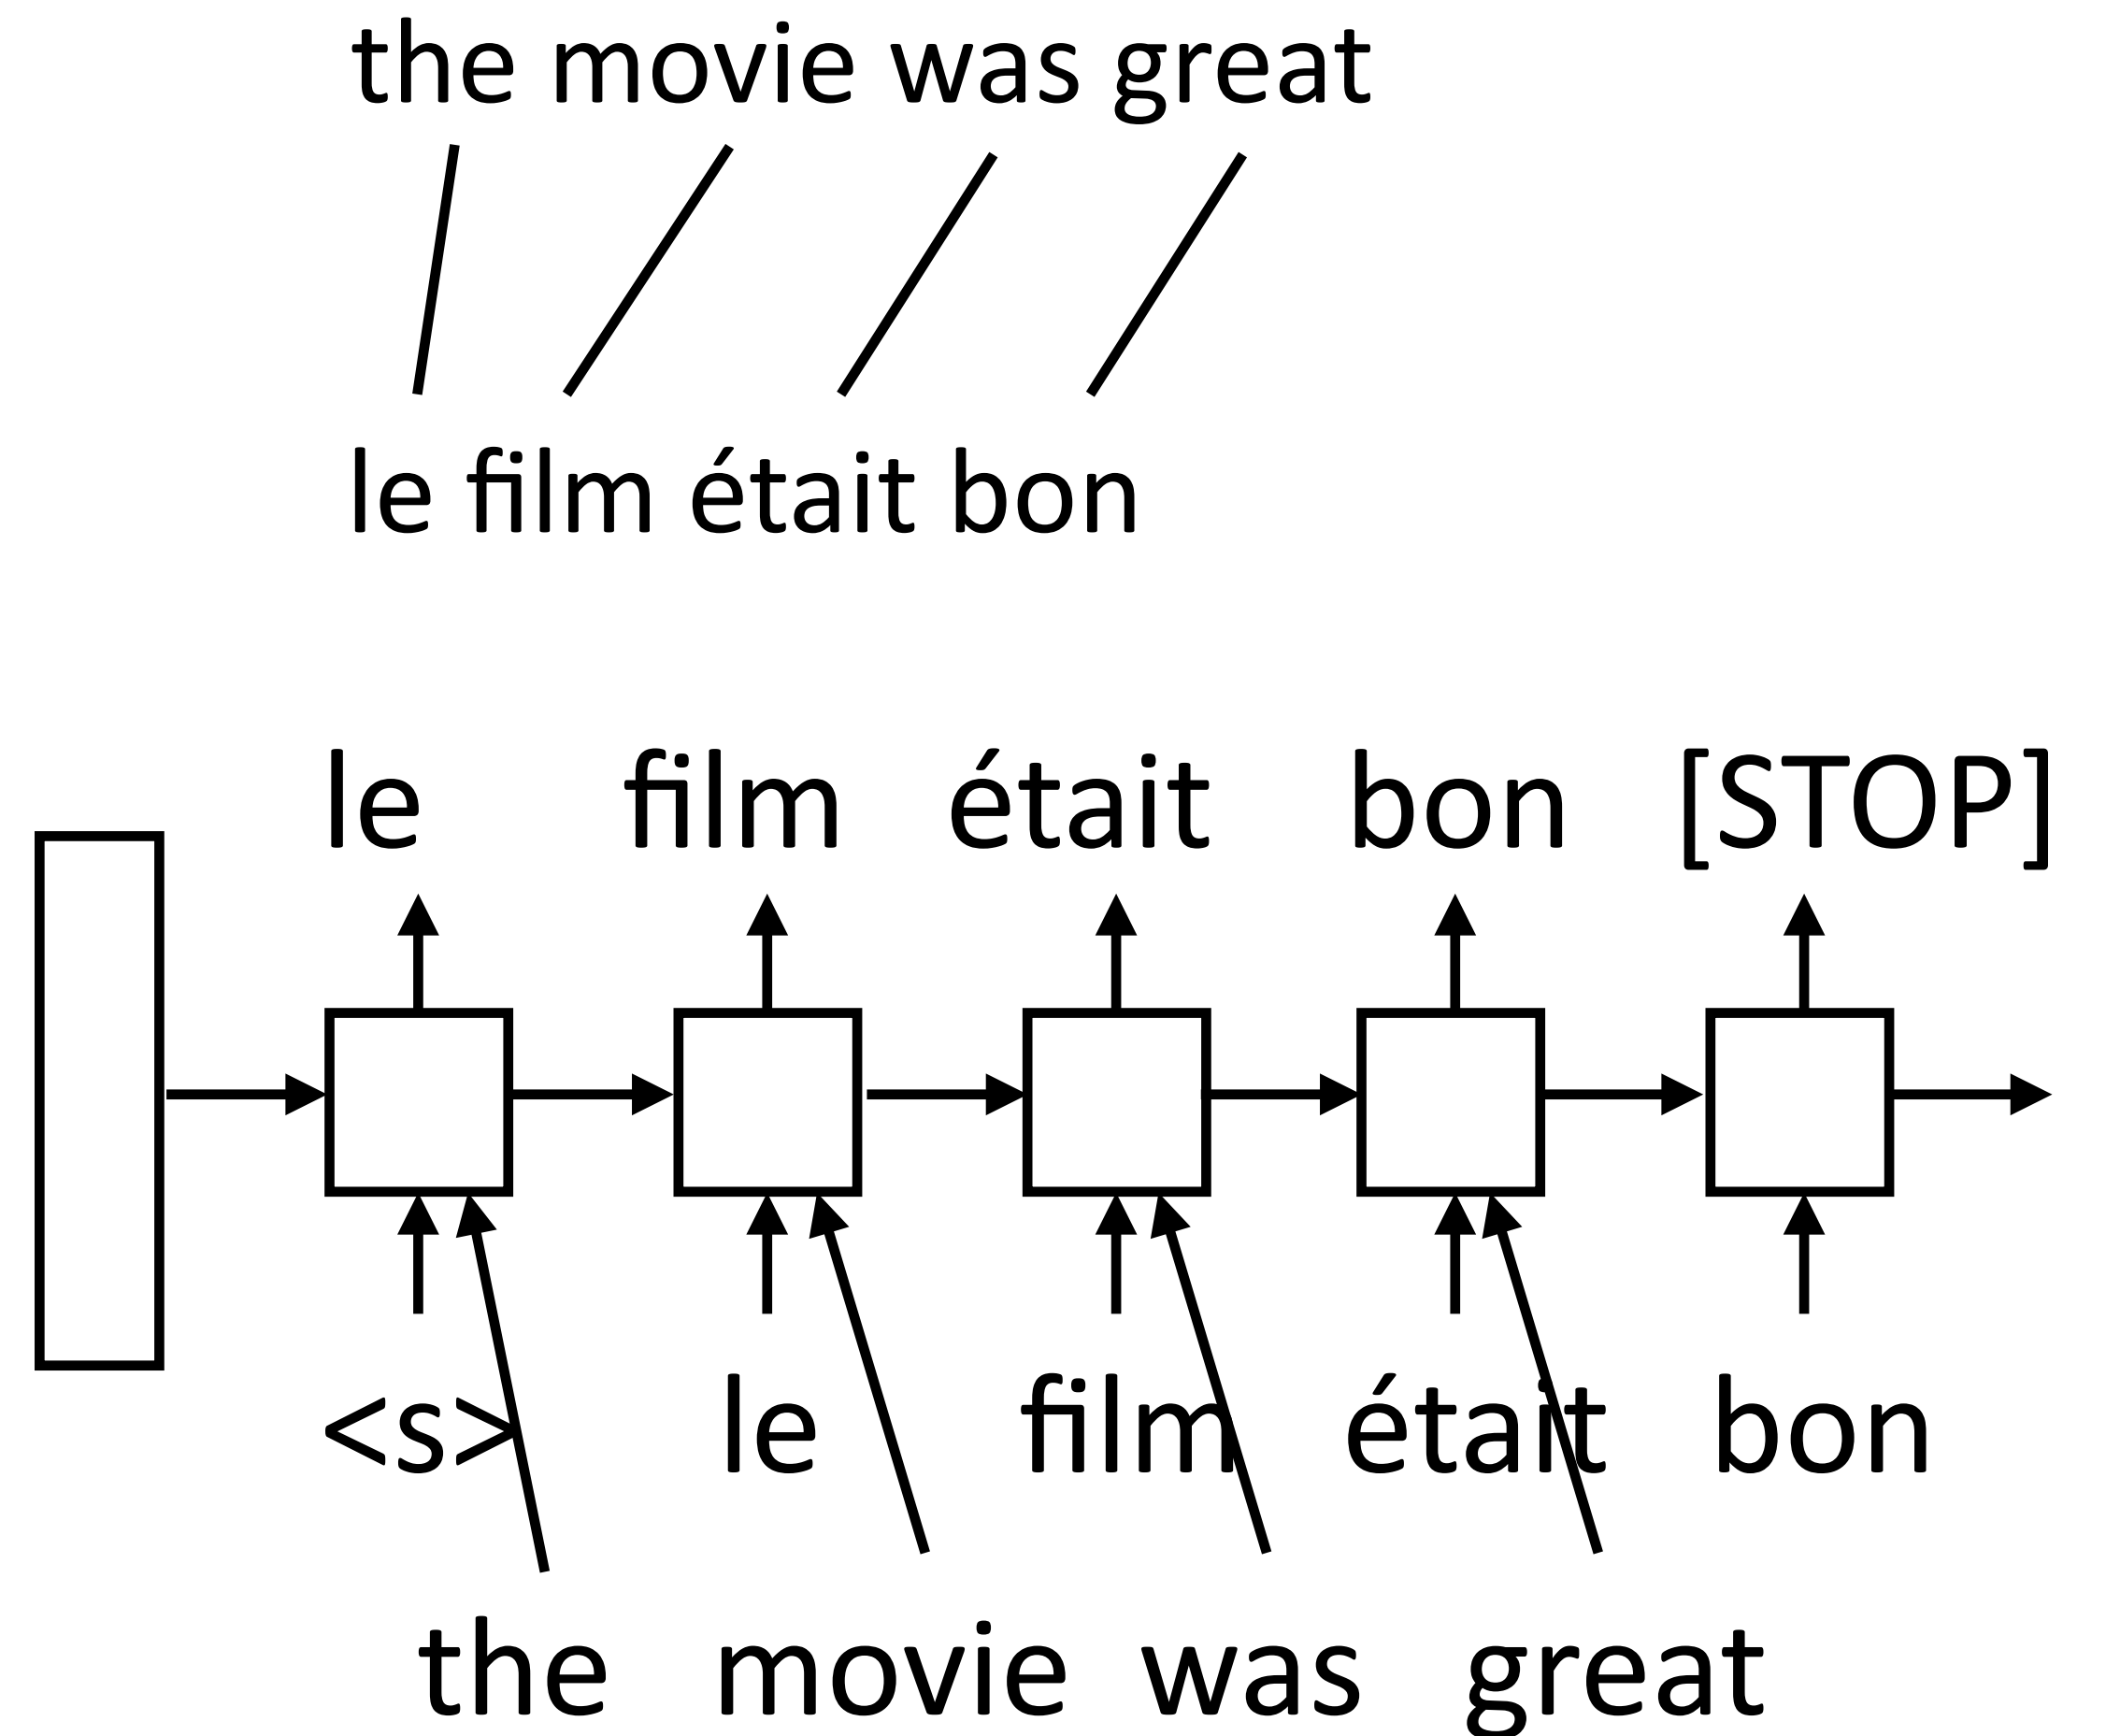 the movie was great
le film était bon
le film était bon [STOP]
<s> le film était bon
the movie was great